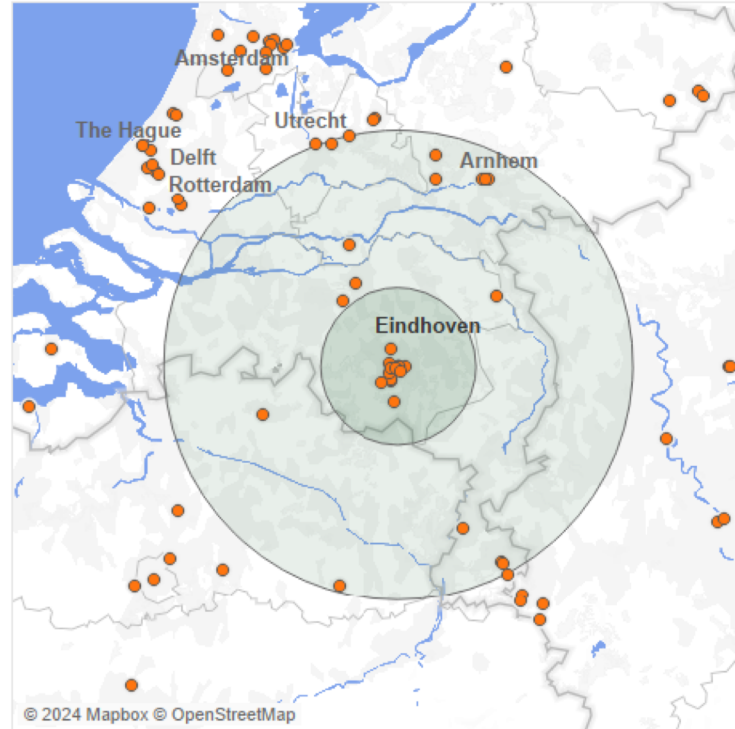 Amsterdam
Utrecht
The Hague
Delft
Arnhem
Rotterdam
Eindhoven
© 2024 Mapbox © OpenStreetMap